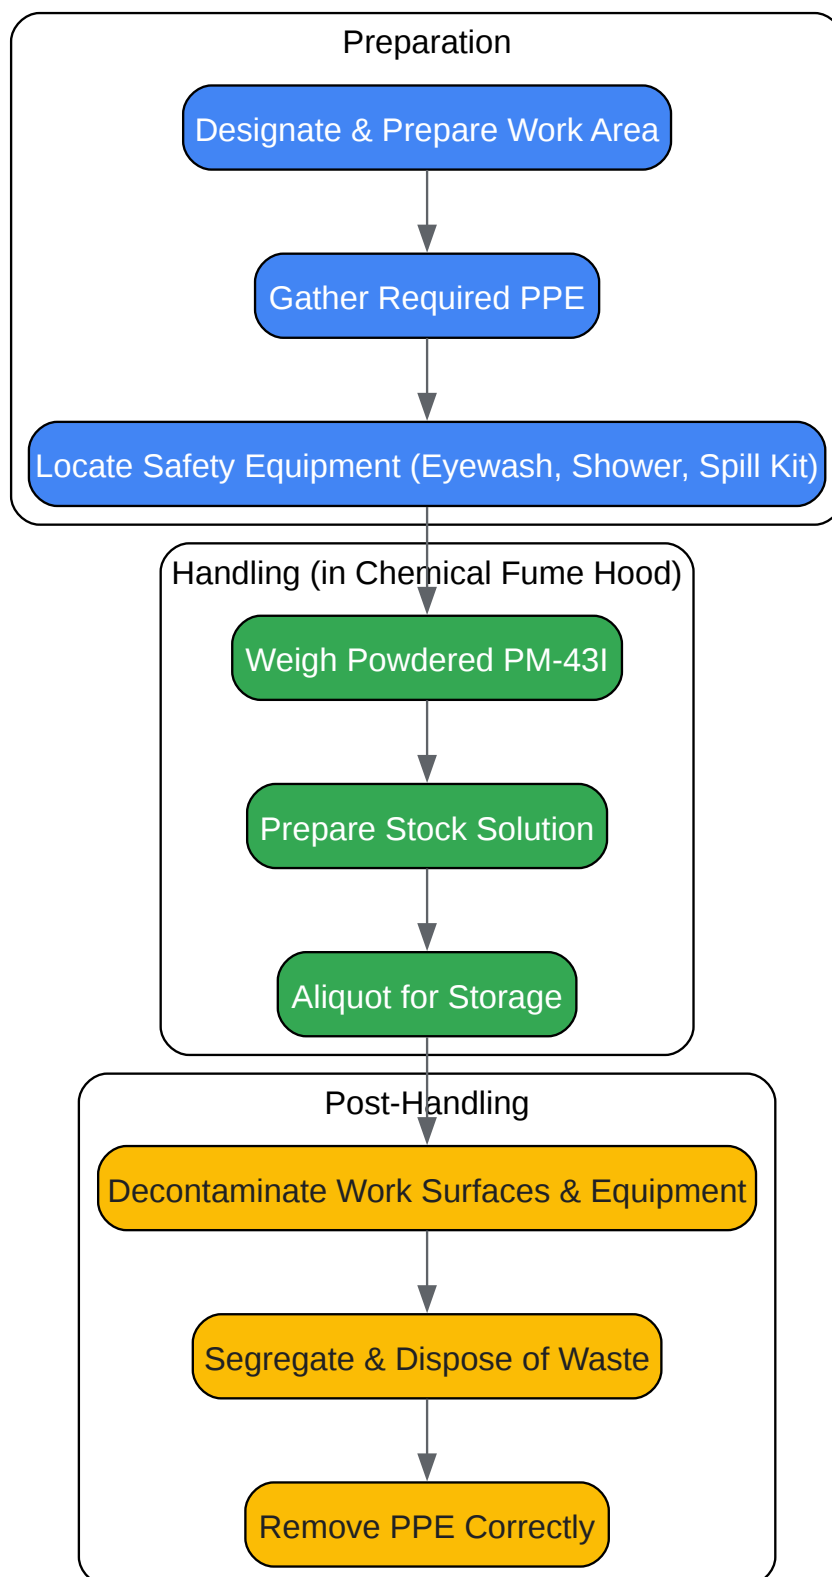 Preparation
Designate & Prepare Work Area
Gather Required PPE
Locate Safety Equipment (Eyewash, Shower, Spill Kit)
Handling (in Chemical Fume Hood)
Weigh Powdered PM-43I
Prepare Stock Solution
Aliquot for Storage
Post-Handling
Decontaminate Work Surfaces & Equipment
Segregate & Dispose of Waste
Remove PPE Correctly